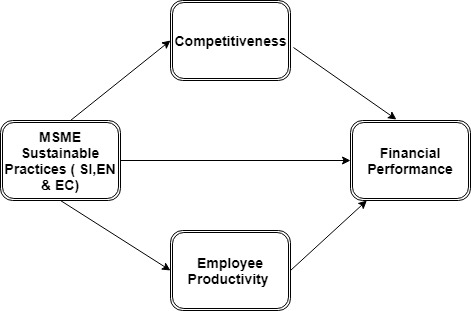 Competitiveness
MSME
Sustainable
Practices ( SI,EN
& EC)
Financial
Performance
Employee
Productivity